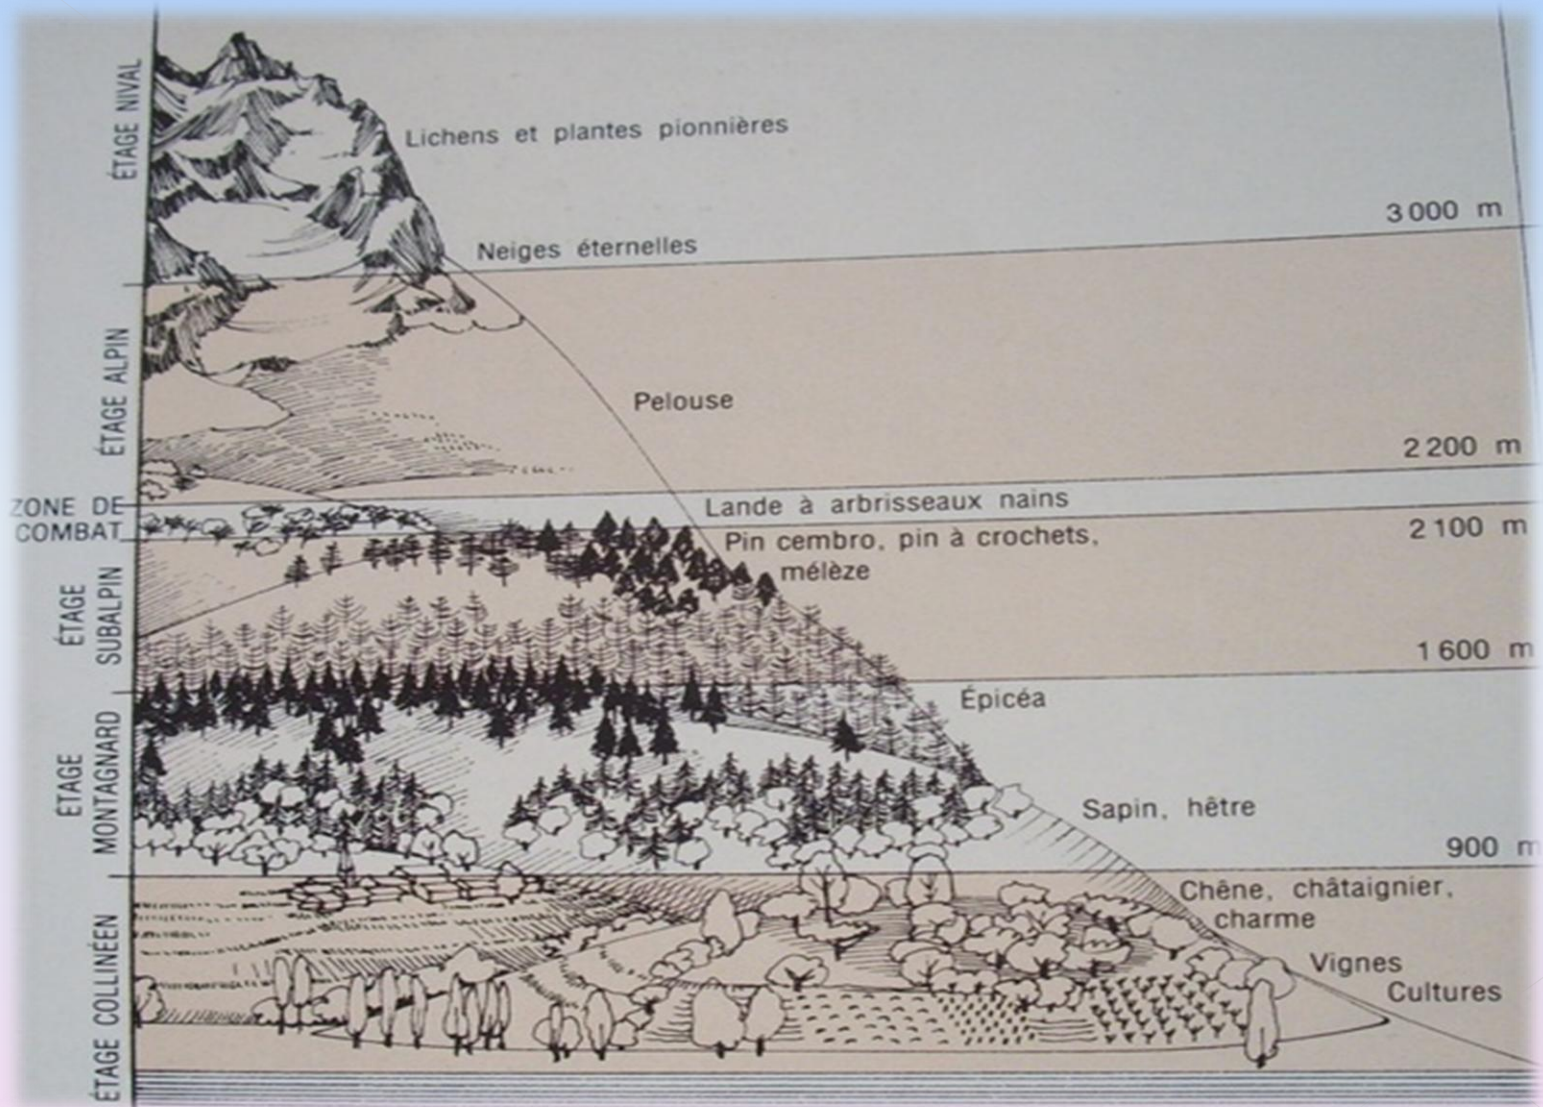 ÉTAGE NIVAL
Lichens et plantes pionnières
3 000 m
Neiges éternelles
ÉTAGE ALPIN
Pelouse
2 200 m
ZONE DE
COMBAT
Lande à arbrisseaux nains
2 100 m
Pin cembro, pin à crochets,
mélèze
ÉTAGE
SUBALPIN
1 600 m
Épicéa
ÉTAGE
MONTAGNARD
Sapin, hêtre
900 m
Chêne, châtaignier,
charme
ÉTAGE COLLINÉEN
Vignes
Cultures